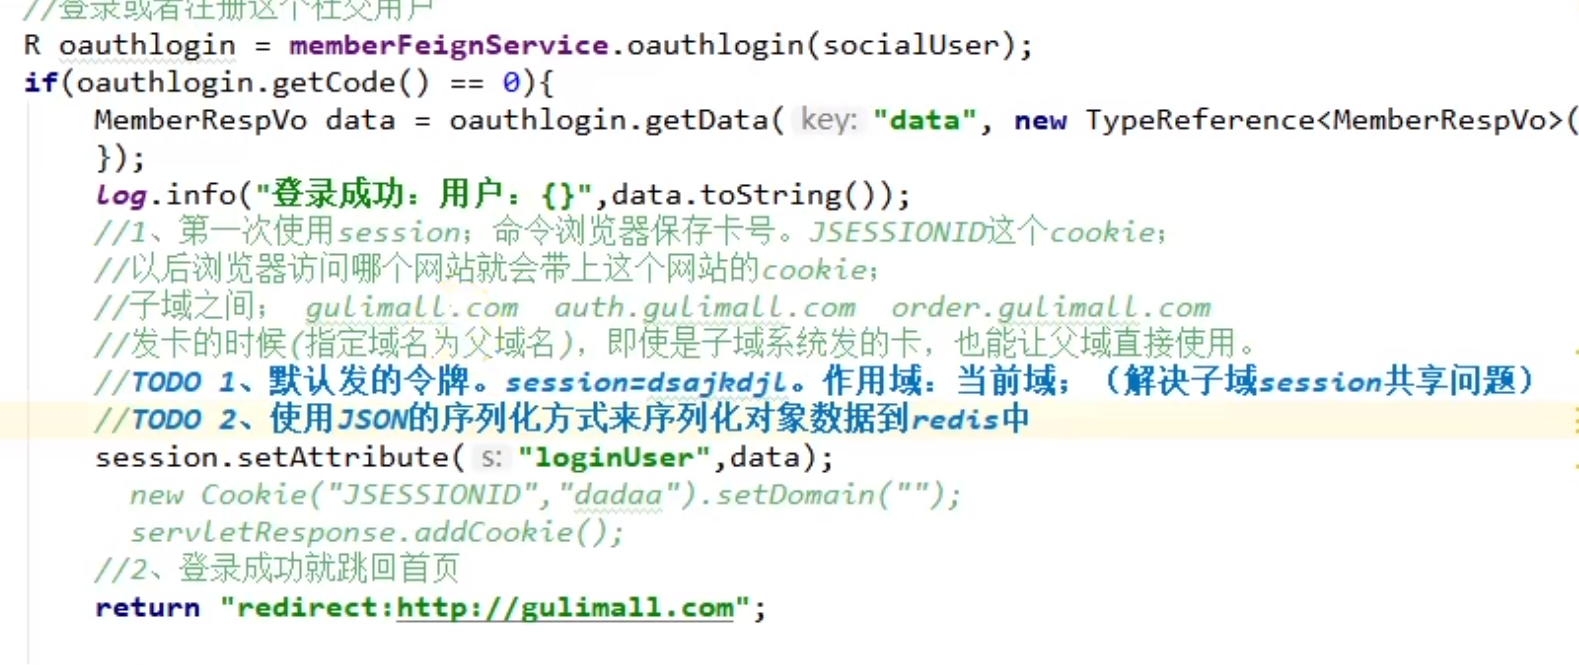 //登录或者注册这个社交用户
R oauthlogin = memberFeignService.oauthlogin(socialUser);
if(oauthlogin.getCode() == 0){
MemberRespVo data = oauthlogin.getData( key: "data", new TypeReference<MemberRespVo>(
});
log.info("登录成功：用户：{}",data.toString());
//1、第一次使用session；命令浏览器保存卡号。JSESSIONID这个cookie；
//以后浏览器访问哪个网站就会带上这个网站的cookie；
//子域之间； gulimall.com auth.gulimall.com order.gulimall.com
//发卡的时候(指定域名为父域名)，即使是子域系统发的卡，也能让父域直接使用。
//TODO 1、默认发的令牌。session=dsajkdjl。作用域：当前域；（解决子域session共享问题）
//TODO 2、使用JSON的序列化方式来序列化对象数据到redis中
session.setAttribute( s: "loginUser",data);
new Cookie("JSESSIONID","dadaa").setDomain("");
servletResponse.addCookie();
//2、登录成功就跳回首页
return "redirect:http://gulimall.com";